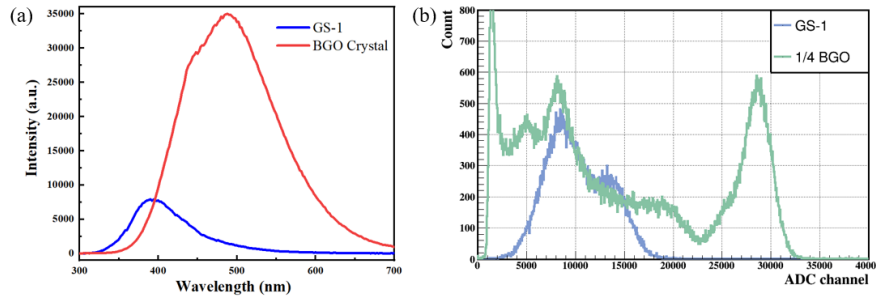 (a)
GS-1
BGO Crystal
35000
30000
25000
20000
15000
10000
5000
0
Intensity (a.u.)
300 400 500 600 700
Wavelength (nm)
(b)
GS-1
1/4 BGO
Count
800
700
600
500
400
300
200
100
0
0 5000 10000 15000 20000 25000 30000 35000 4000
ADC channel